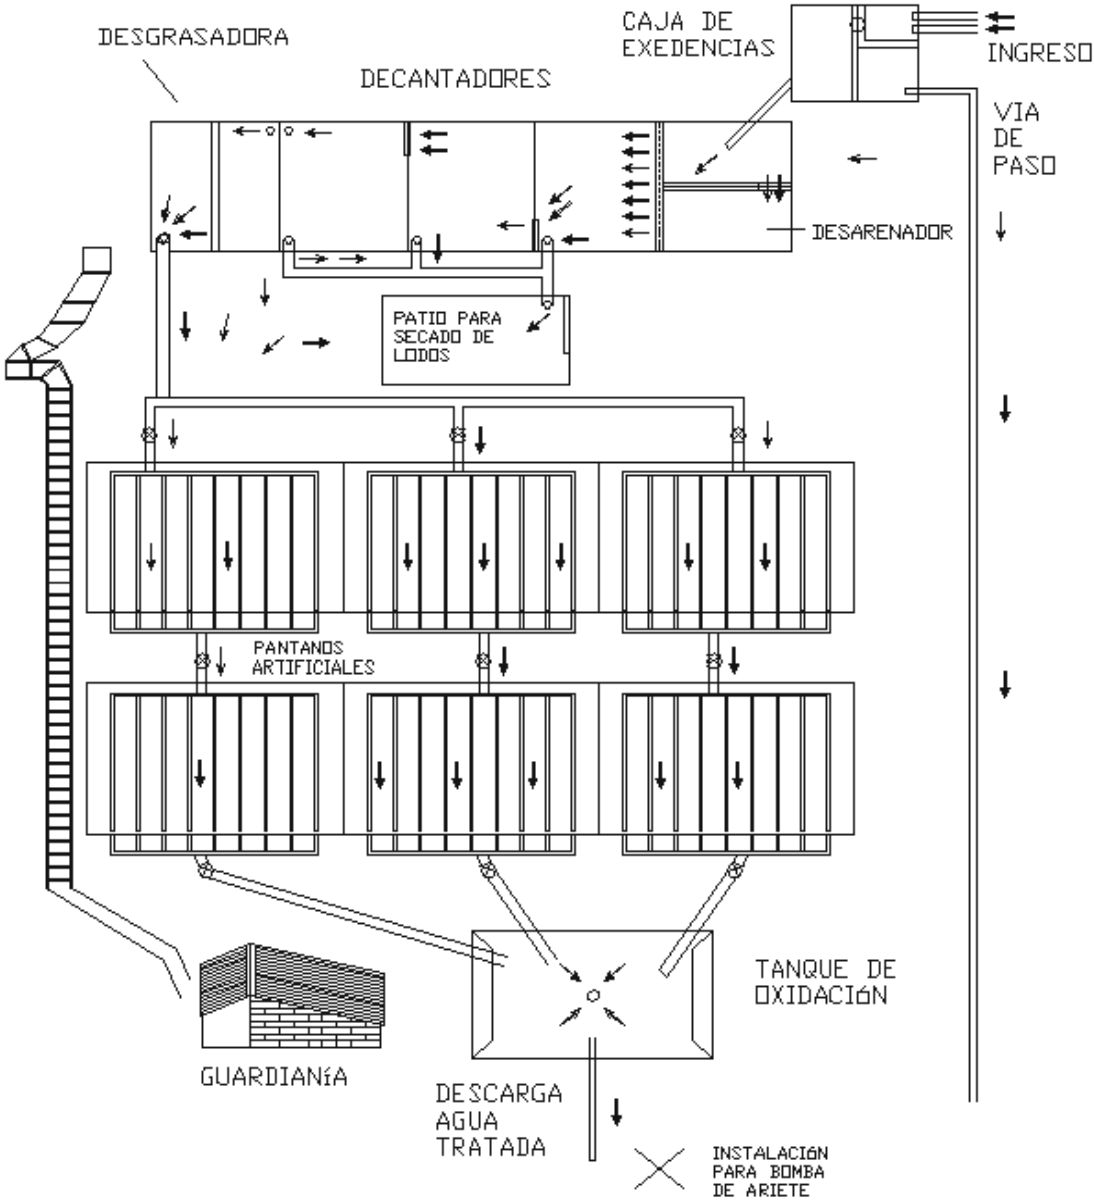 CAJA DE
EXEDENCIAS
INGRESO
DESGRASADORA
DECANTADORES
VIA
DE
PASO
DESARENADOR
PATIO PARA
SECADO DE
LODOS
PANTANOS
ARTIFICIALES
TANQUE DE
OXIDACIóN
GUARDIANíA
DESCARGA
AGUA
TRATADA
INSTALACIóN
PARA BOMBA
DE ARIETE